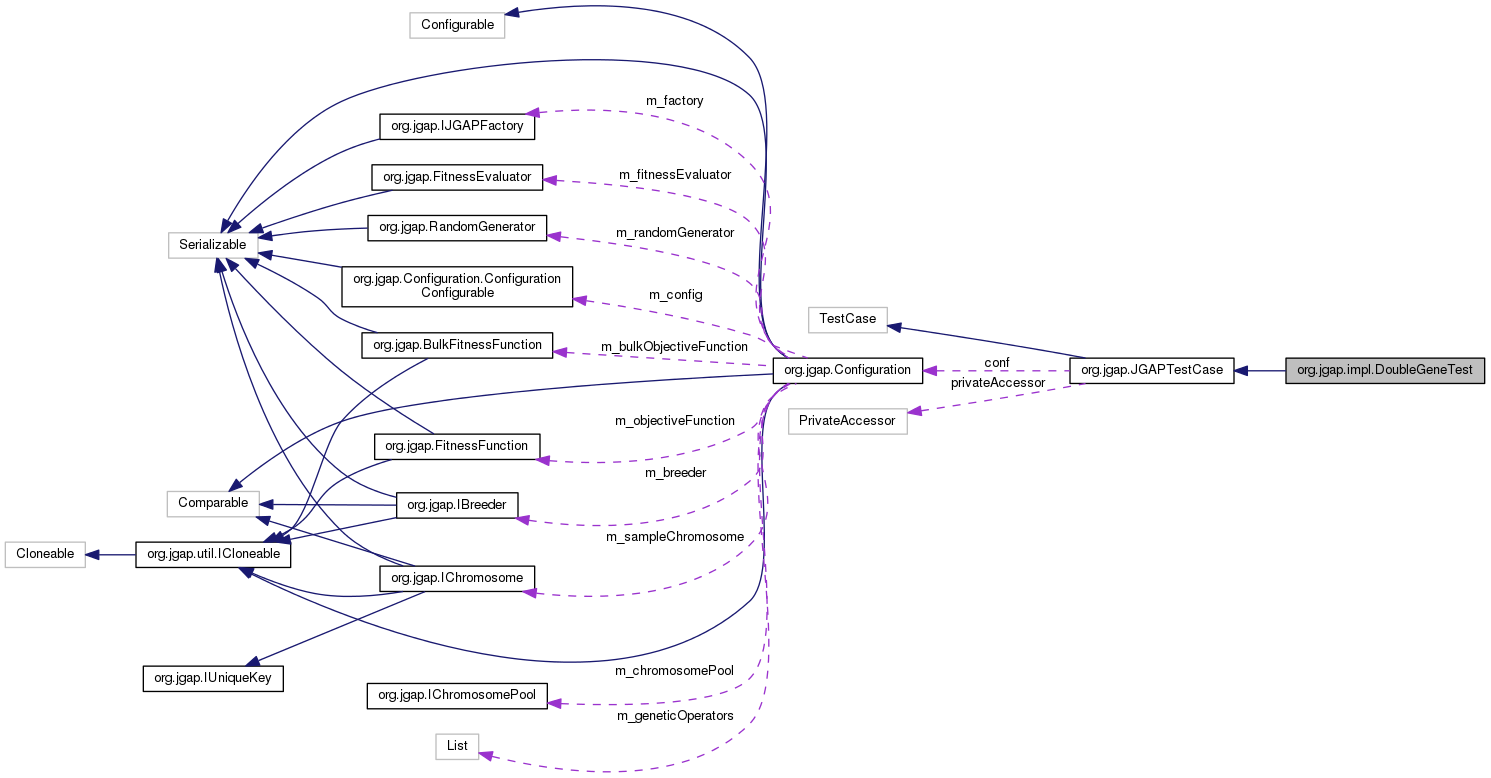 Configurable
m_factory
org.jgap.IJGAPFactory
m_fitnessEvaluator
org.jgap.FitnessEvaluator
org.jgap.RandomGenerator
m_randomGenerator
Serializable
org.jgap.Configuration.Configuration
Configurable
m_config
TestCase
org.jgap.BulkFitnessFunction
m_bulkObjectiveFunction
org.jgap.Configuration
conf
privateAccessor
org.jgap.JGAPTestCase
org.jgap.impl.DoubleGeneTest
PrivateAccessor
m_objectiveFunction
org.jgap.FitnessFunction
m_breeder
Comparable
org.jgap.IBreeder
m_sampleChromosome
Cloneable
org.jgap.util.ICloneable
org.jgap.IChromosome
org.jgap.IUniqueKey
m_chromosomePool
org.jgap.IChromosomePool
m_geneticOperators
List